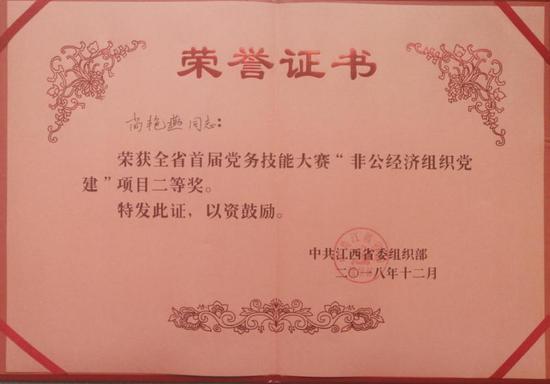 荣誉证书
尚艳燕同志:
荣获全省首届党务技能大赛“非公经济组织党
建”项目二等奖。
特发此证，以资鼓励。
中共江西省委组织部
二〇一八年十二月